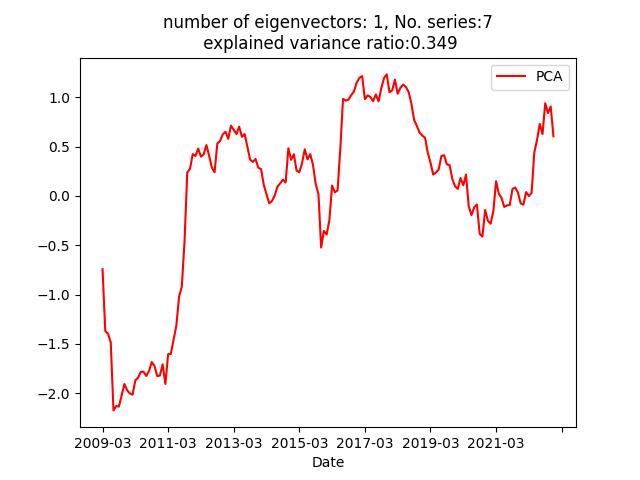 number of eigenvectors: 1, No. series:7
explained variance ratio:0.349
PCA
1.0
0.5
0.0
−0.5
−1.0
−1.5
−2.0
2009-03 2011-03 2013-03 2015-03 2017-03 2019-03 2021-03
Date